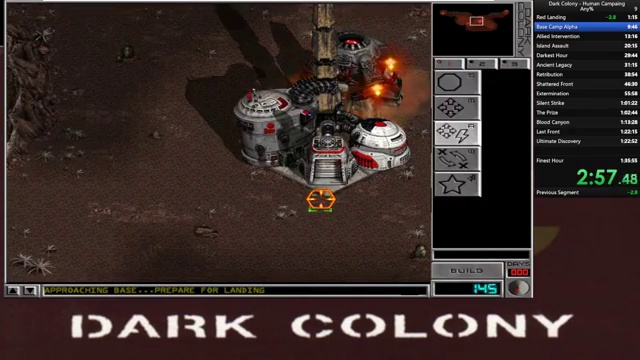 Dark Colony - Human Campaing
Any%
9
Red Landing -2.8 1:15
Base Camp Alpha 9:46
Allied Intervention 13:16
Island Assault 20:15
Darkest Hour 29:44
Ancient Legacy 31:15
Retribution 38:54
Shattered Front 46:30
Extermination 55:58
Silent Strike 1:01:22
The Prize 1:02:44
Blood Canyon 1:13:28
Last Front 1:22:15
Ultimate Discovery 1:22:52
Finest Hour 1:35:55
2:57.48
Previous Segment -2.8
BUILD
DAYS
000
145
APPROACHING BASE...PREPARE FOR LANDING
DARK COLONY